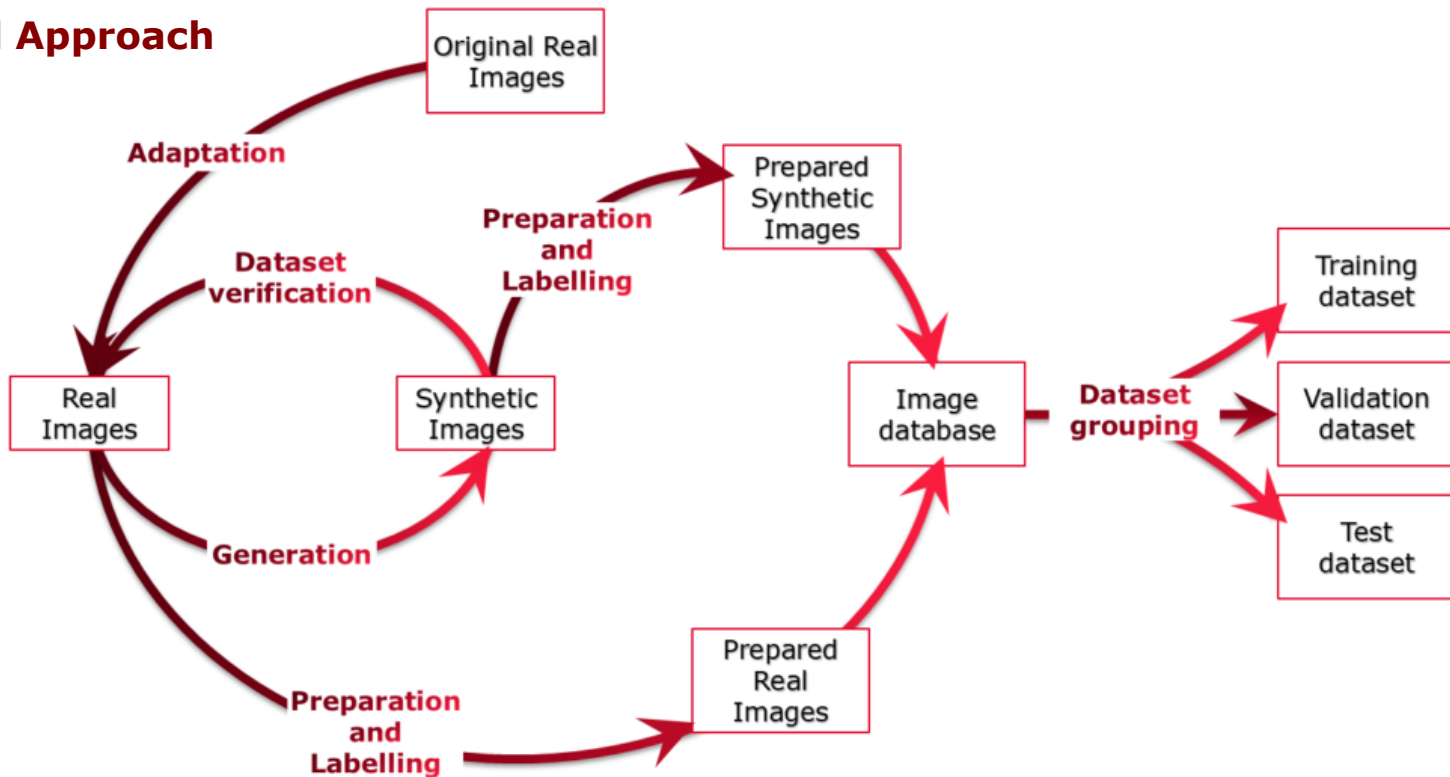 Approach
Original Real
Images
Adaptation
Prepared
Synthetic
Images
Preparation
and
Labelling
Dataset
verification
Training
dataset
Real
Images
Synthetic
Images
Image
database
Dataset
grouping
Validation
dataset
Generation
Test
dataset
Prepared
Real
Images
Preparation
and
Labelling